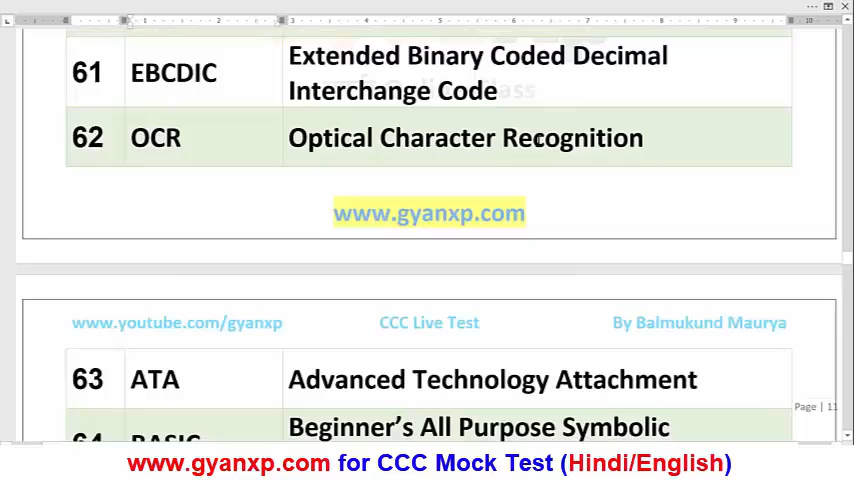 61 EBCDIC Extended Binary Coded Decimal
Interchange Code
62 OCR Optical Character Recognition
www.gyanxp.com
www.youtube.com/gyanxp CCC Live Test By Balmukund Maurya
63 ATA Advanced Technology Attachment
Page | 11
64 BASIC Beginner's All Purpose Symbolic
www.gyanxp.com for CCC Mock Test (Hindi/English)